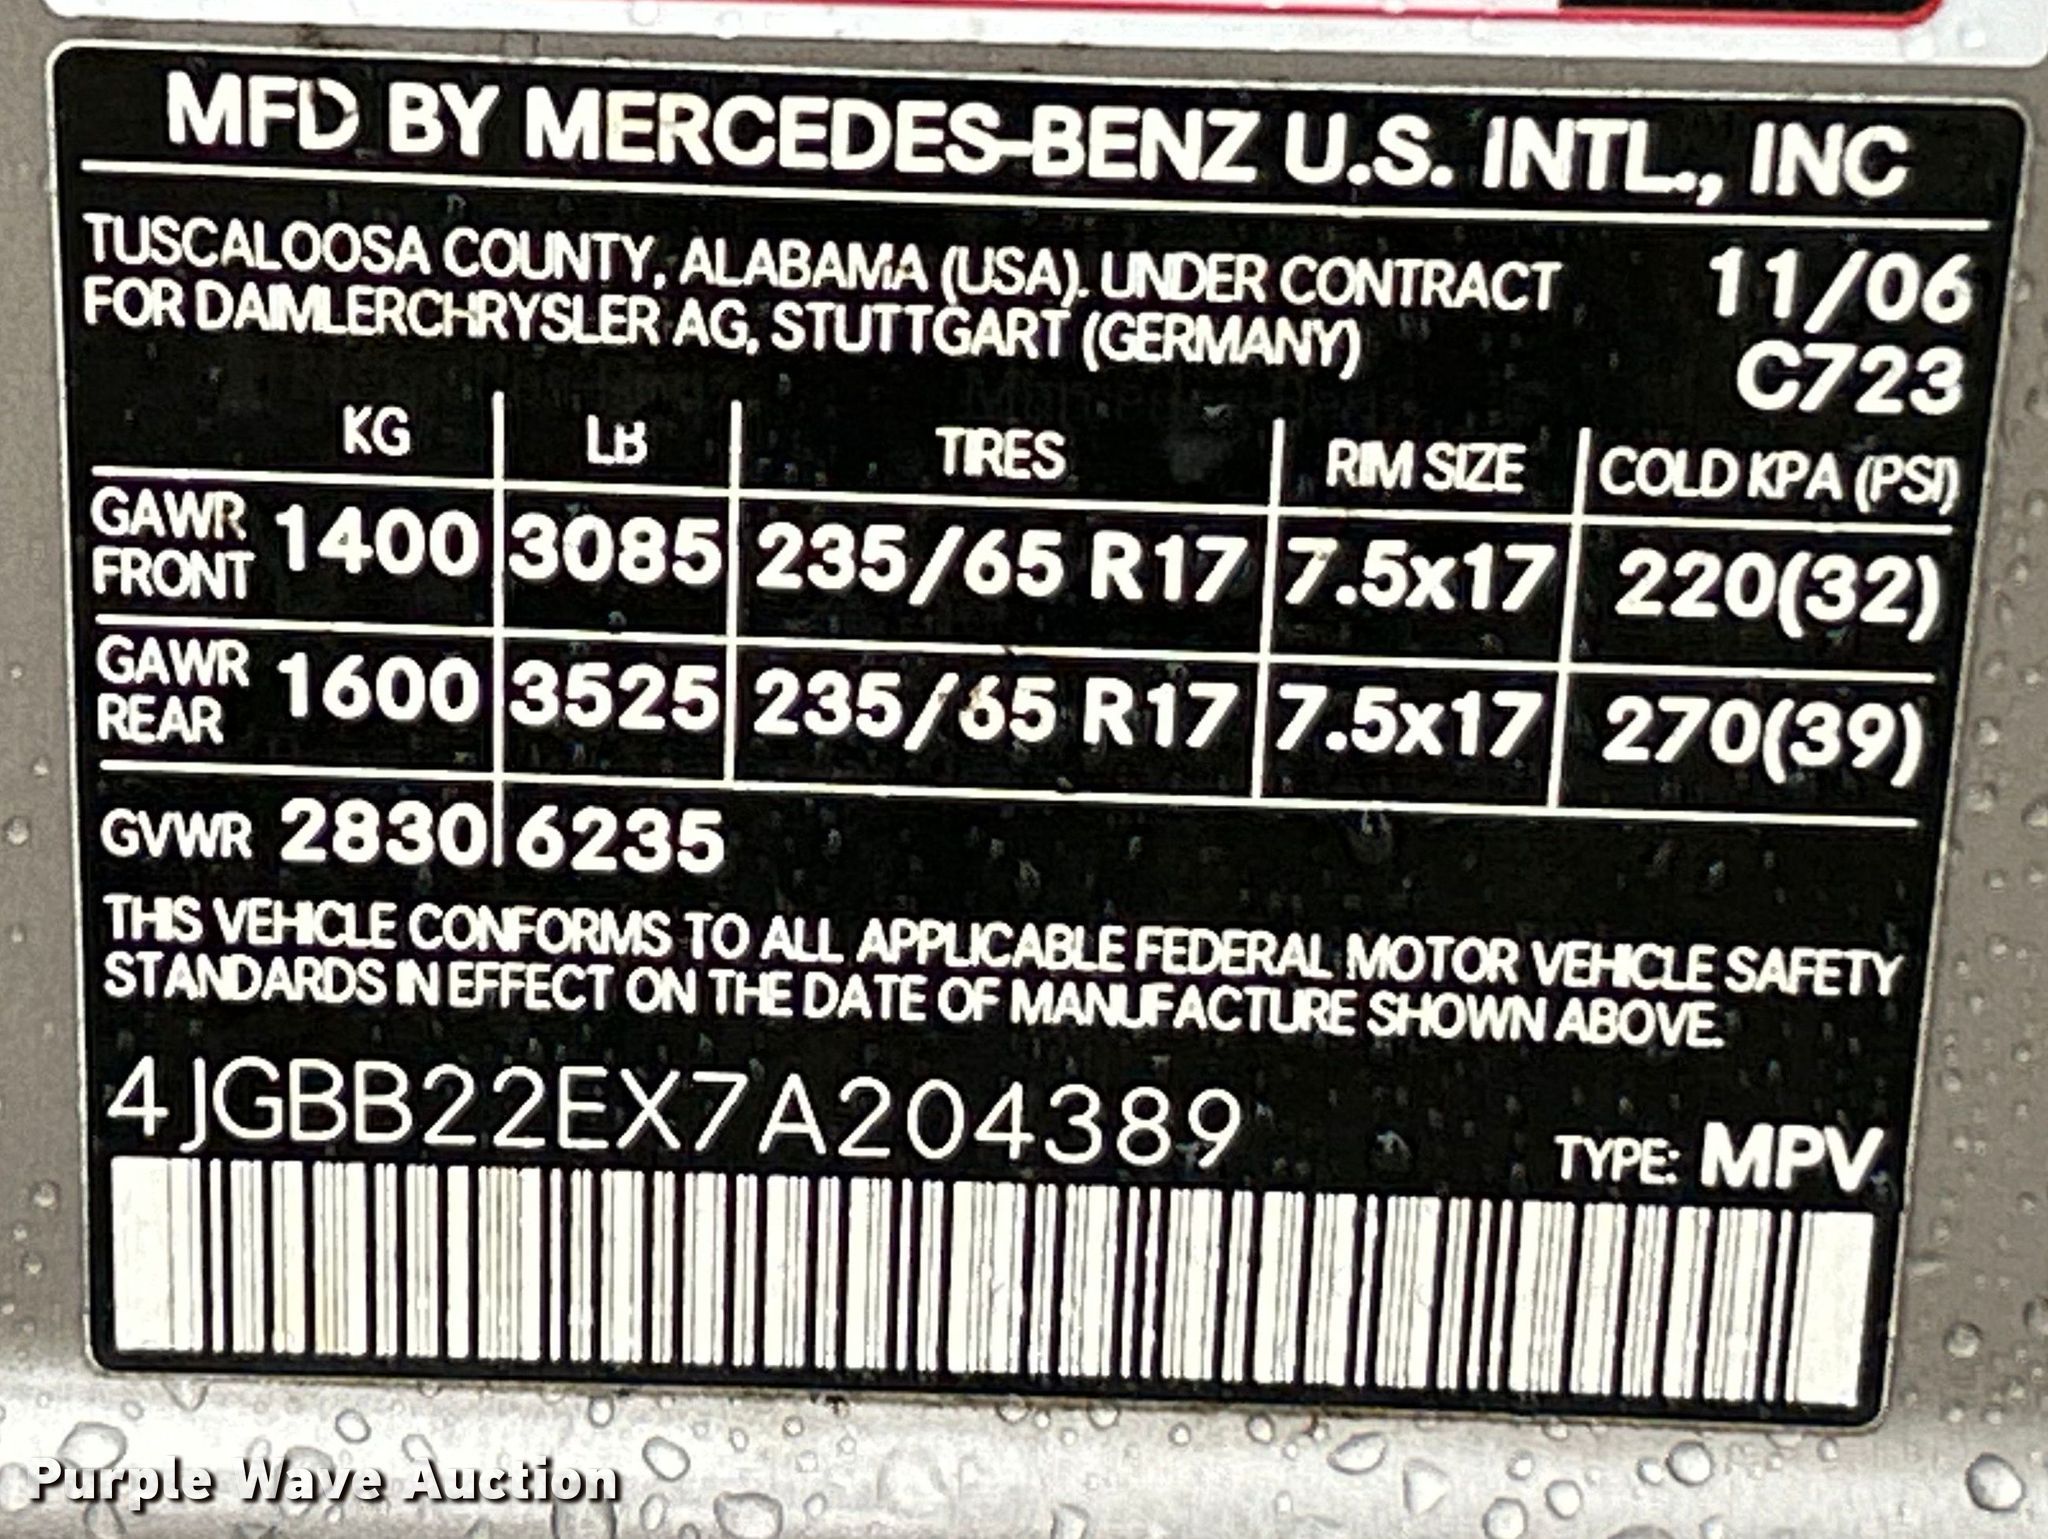 MFD BY MERCEDES-BENZ U.S. INTL., INC
TUSCALOOSA COUNTY, ALABAMA (USA). UNDER CONTRACT
FOR DAIMLERCHRYSLER AG, STUTTGART (GERMANY)
11/06
C723
KG LB TIRES RIM SIZE COLD KPA (PSI)
GAWR FRONT 1400 3085 235/65 R17 7.5x17 220(32)
GAWR REAR 1600 3525 235/65 R17 7.5x17 270(39)
GVWR 2830 6235
THIS VEHICLE CONFORMS TO ALL APPLICABLE FEDERAL MOTOR VEHICLE SAFETY
STANDARDS IN EFFECT ON THE DATE OF MANUFACTURE SHOWN ABOVE.
4JGBB22EX7A204389
TYPE: MPV
Purple Wave Auction